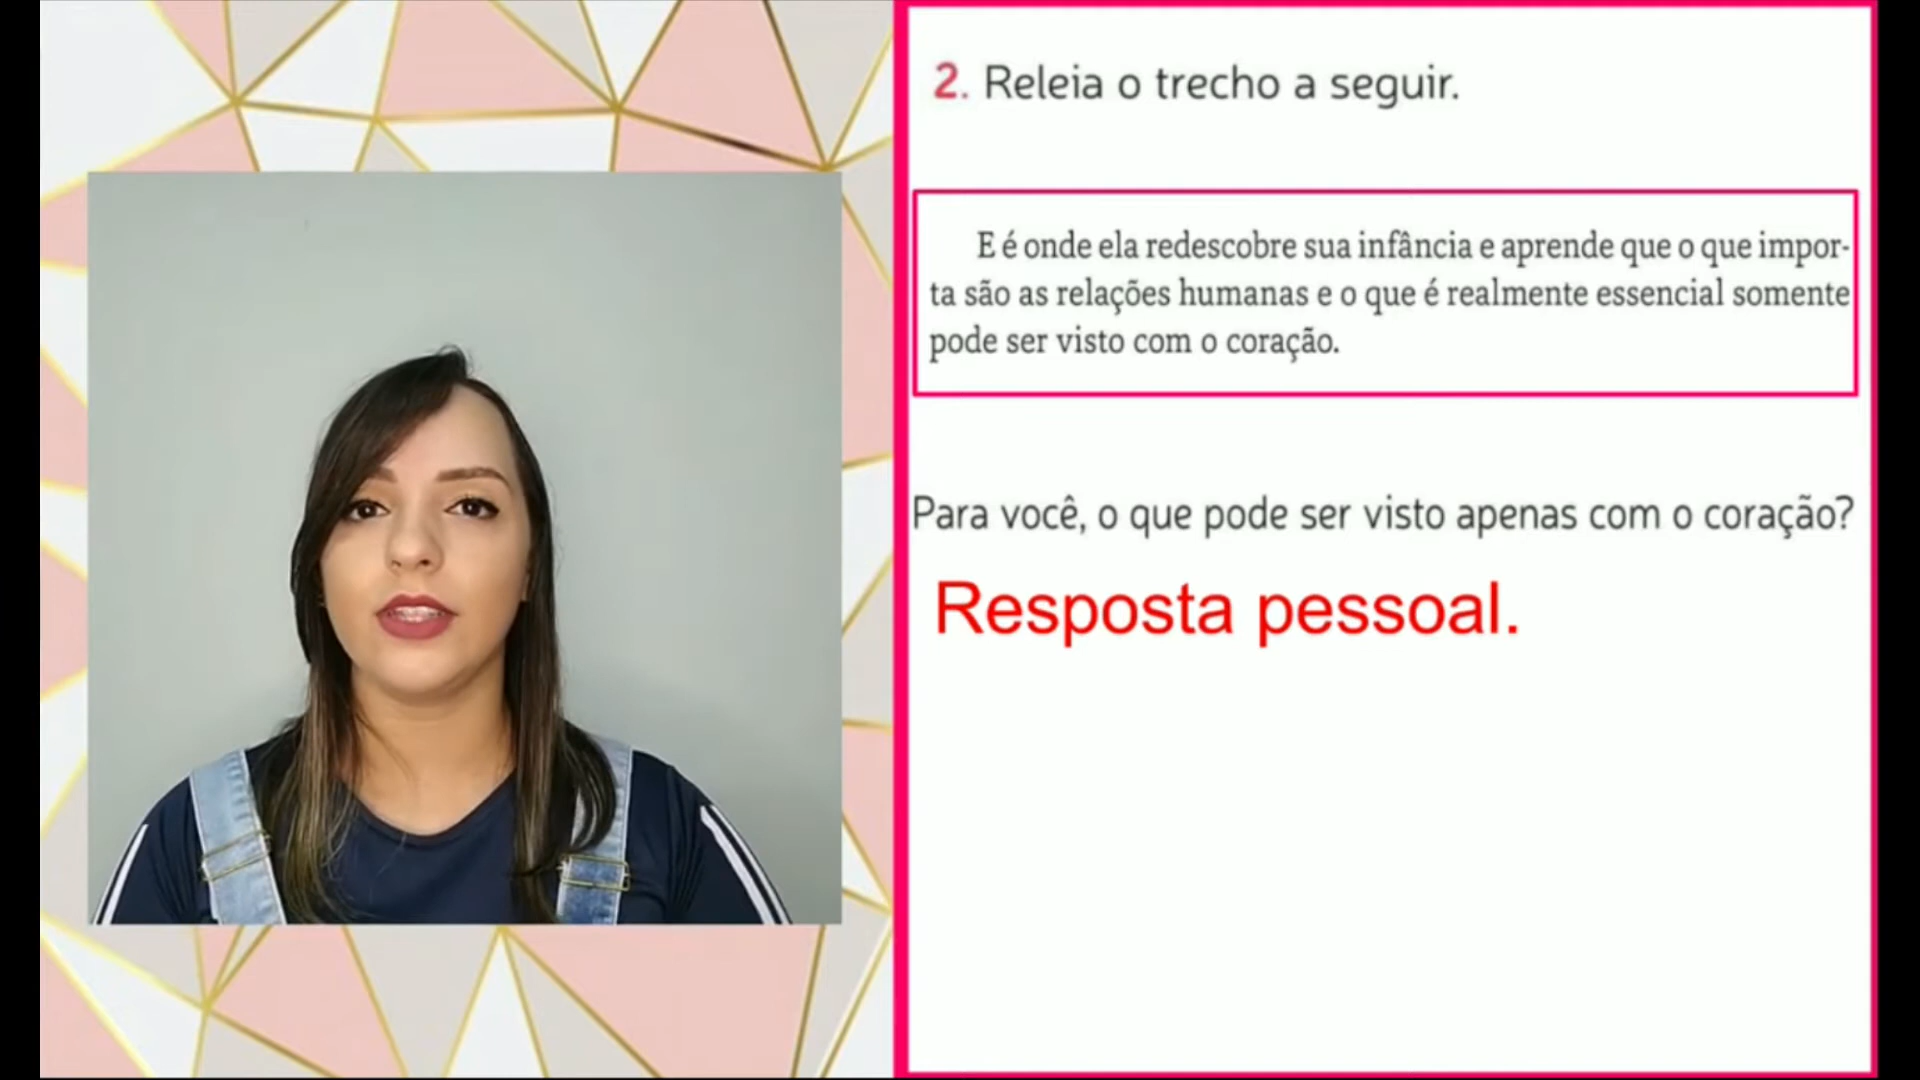 2. Releia o trecho a seguir.
E é onde ela redescobre sua infância e aprende que o que impor-
ta são as relações humanas e o que é realmente essencial somente
pode ser visto com o coração.
Para você, o que pode ser visto apenas com o coração?
Resposta pessoal.